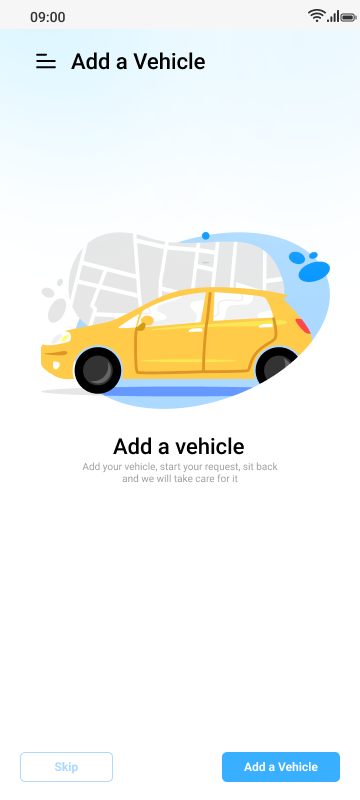 09:00
Add a Vehicle
Add a vehicle
Add your vehicle, start your request, sit back
and we will take care for it
Skip
Add a Vehicle